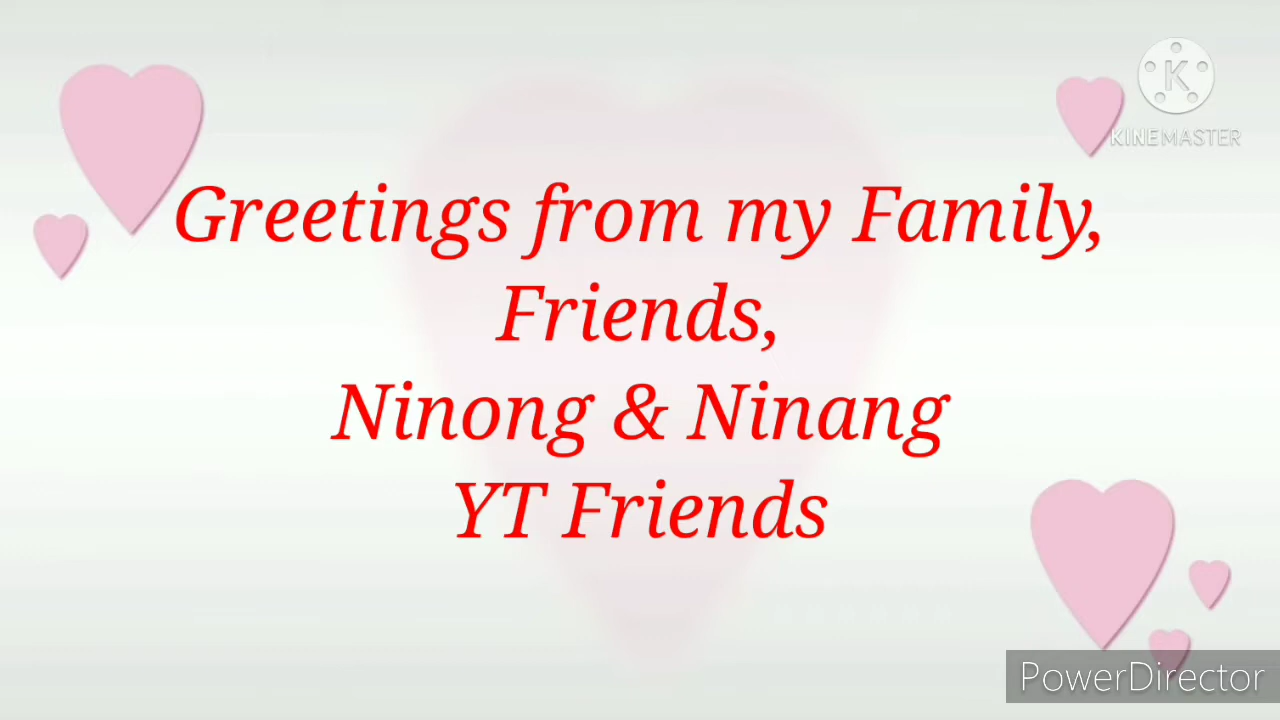 K
KINEMASTER
Greetings from my Family,
Friends,
Ninong & Ninang
YT Friends
PowerDirector